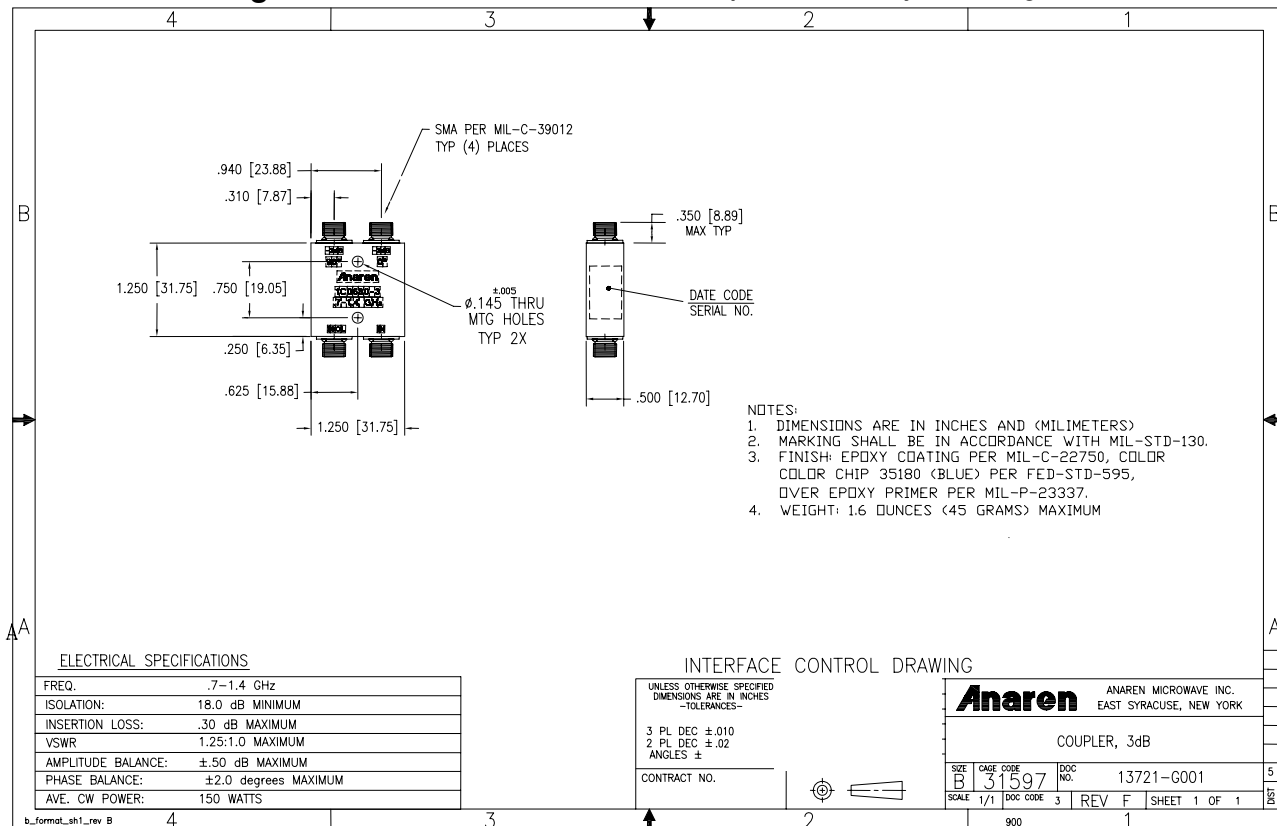 4 3 2 1
SMA PER MIL-C-39012
TYP (4) PLACES
.940 [23.88]
.310 [7.87]
B
.350 [8.89]
MAX TYP
1.250 [31.75]
.750 [19.05]
Anaren
DATE CODE
SERIAL NO.
±.005
Ø.145 THRU
MTG HOLES
TYP 2X
ISOL IN
.250 [6.35]
.625 [15.88]
1.250 [31.75]
.500 [12.70]
NOTES:
1. DIMENSIONS ARE IN INCHES AND (MILIMETERS)
2. MARKING SHALL BE IN ACCORDANCE WITH MIL-STD-130.
3. FINISH: EPOXY COATING PER MIL-C-22750, COLOR
COLOR CHIP 35180 (BLUE) PER FED-STD-595,
OVER EPOXY PRIMER PER MIL-P-23337.
4. WEIGHT: 1.6 OUNCES (45 GRAMS) MAXIMUM
A A A
ELECTRICAL SPECIFICATIONS
FREQ. .7-1.4 GHz
ISOLATION: 18.0 dB MINIMUM
INSERTION LOSS: .30 dB MAXIMUM
VSWR 1.25:1.0 MAXIMUM
AMPLITUDE BALANCE: ±.50 dB MAXIMUM
PHASE BALANCE: ±2.0 degrees MAXIMUM
AVE. CW POWER: 150 WATTS
INTERFACE CONTROL DRAWING
UNLESS OTHERWISE SPECIFIED
DIMENSIONS ARE IN INCHES
-TOLERANCES-
3 PL DEC ±.010
2 PL DEC ±.02
ANGLES ±
CONTRACT NO.
Anaren
ANAREN MICROWAVE INC.
EAST SYRACUSE, NEW YORK
COUPLER, 3dB
SIZE B CAGE CODE 31597 DOC NO. 13721-G001
SCALE 1/1 DOC CODE 3 REV F SHEET 1 OF 1
5
DIST
b_format_sh1_rev B
4 3 2 900 1